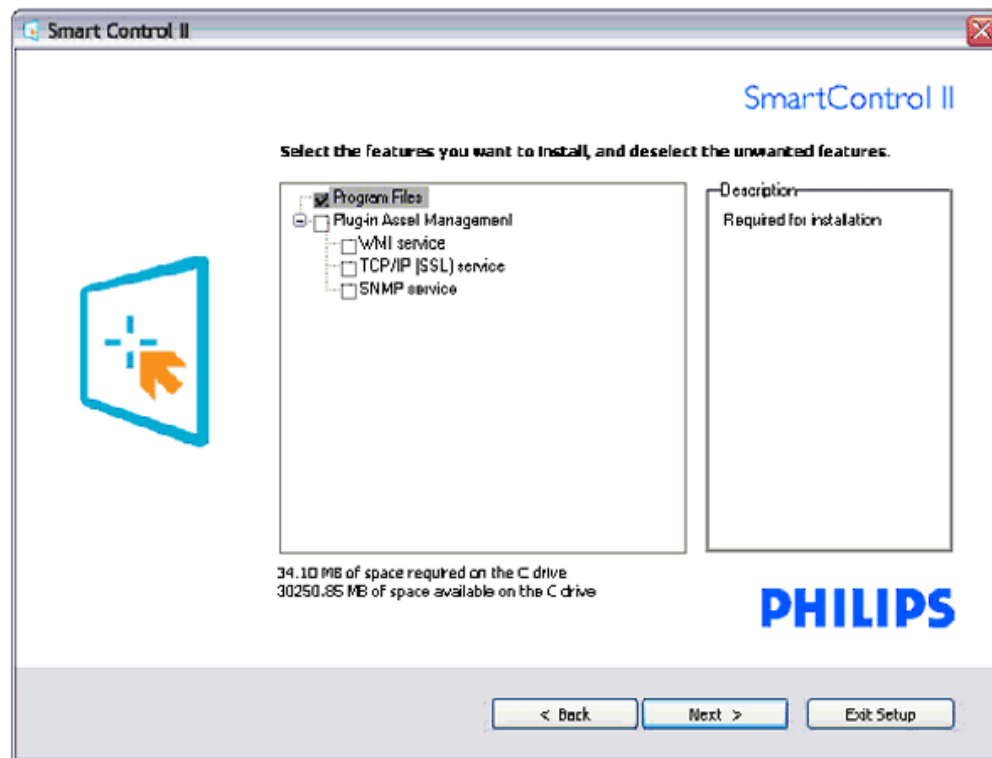 Smart Control II
SmartControl II
Select the features you want to install, and deselect the unwanted features.
Program Files
Plug-in Asset Management
WMI service
TCP/IP (SSL) service
SNMP service
Description
Required for installation
34.10 MB of space required on the C drive
30250.85 MB of space available on the C drive
PHILIPS
< Back
Next >
Exit Setup